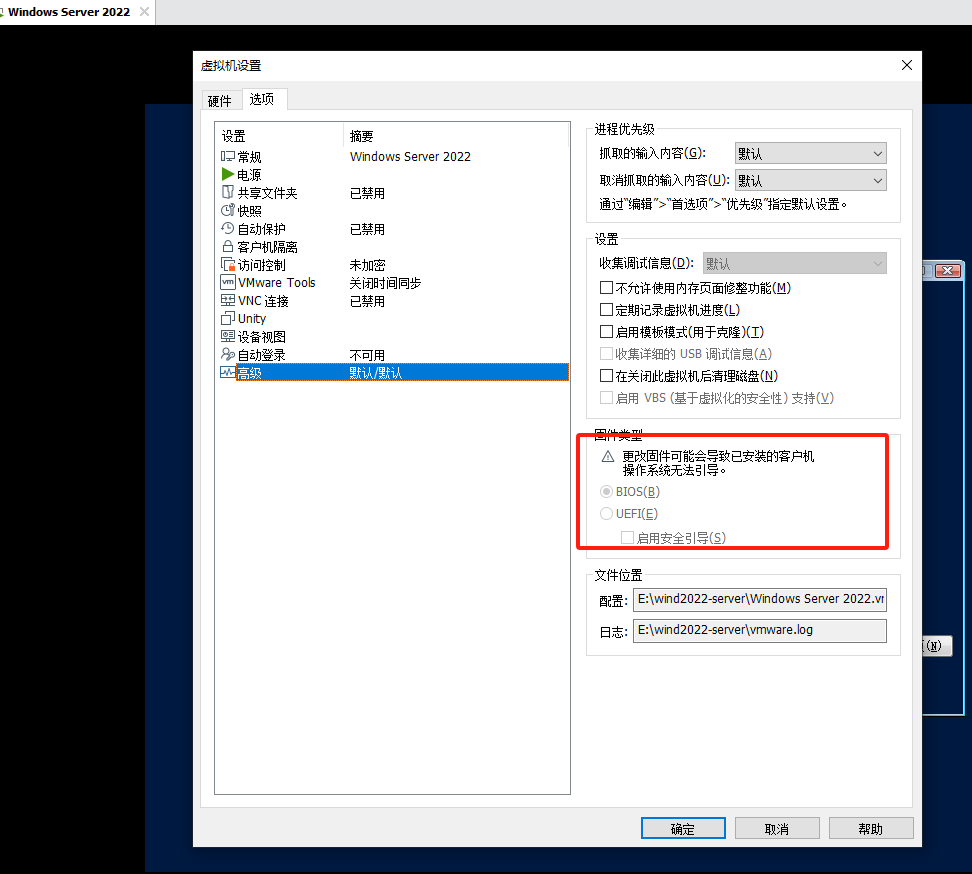 Windows Server 2022
虚拟机设置
硬件
选项
设置 摘要
常规 Windows Server 2022
电源
共享文件夹 已禁用
快照
自动保护 已禁用
客户机隔离
访问控制 未加密
vm VMware Tools 关闭时间同步
VNC 连接 已禁用
Unity
设备视图
自动登录 不可用
高级 默认/默认
进程优先级
抓取的输入内容(G): 默认
取消抓取的输入内容(U): 默认
通过“编辑”>“首选项”>“优先级”指定默认设置。
设置
收集调试信息(D): 默认
不允许使用内存页面修整功能(M)
定期记录虚拟机进度(L)
启用模板模式(用于克隆)(T)
收集详细的 USB 调试信息(A)
在关闭此虚拟机后清理磁盘(N)
启用 VBS (基于虚拟化的安全性) 支持(V)
固件类型
更改固件可能会导致已安装的客户机
操作系统无法引导。
BIOS(B)
UEFI(E)
启用安全引导(S)
文件位置
配置: E:\wind2022-server\Windows Server 2022.vr
日志: E:\wind2022-server\vmware.log
(N)
确定
取消
帮助